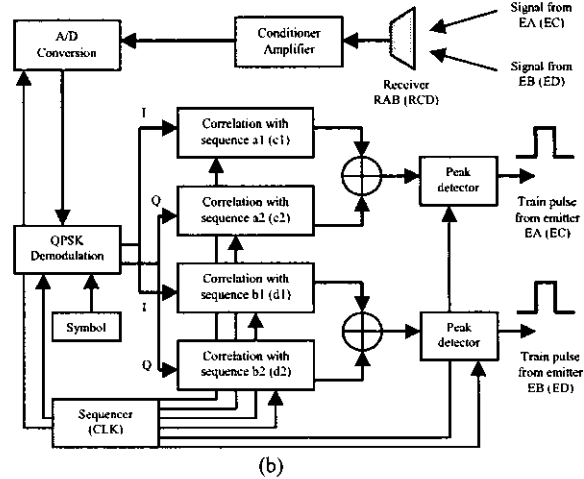 A/D
Conversion
Conditioner
Amplifier
Receiver
RAB (RCD)
Signal from
EA (EC)
Signal from
EB (ED)
I
Correlation with
sequence a1 (c1)
Q
Correlation with
sequence a2 (c2)
Peak
detector
Train pulse
from emitter
EA (EC)
QPSK
Demodulation
Symbol
I
Correlation with
sequence b1 (d1)
Q
Correlation with
sequence b2 (d2)
Peak
detector
Train pulse
from emitter
EB (ED)
Sequencer
(CLK)
(b)